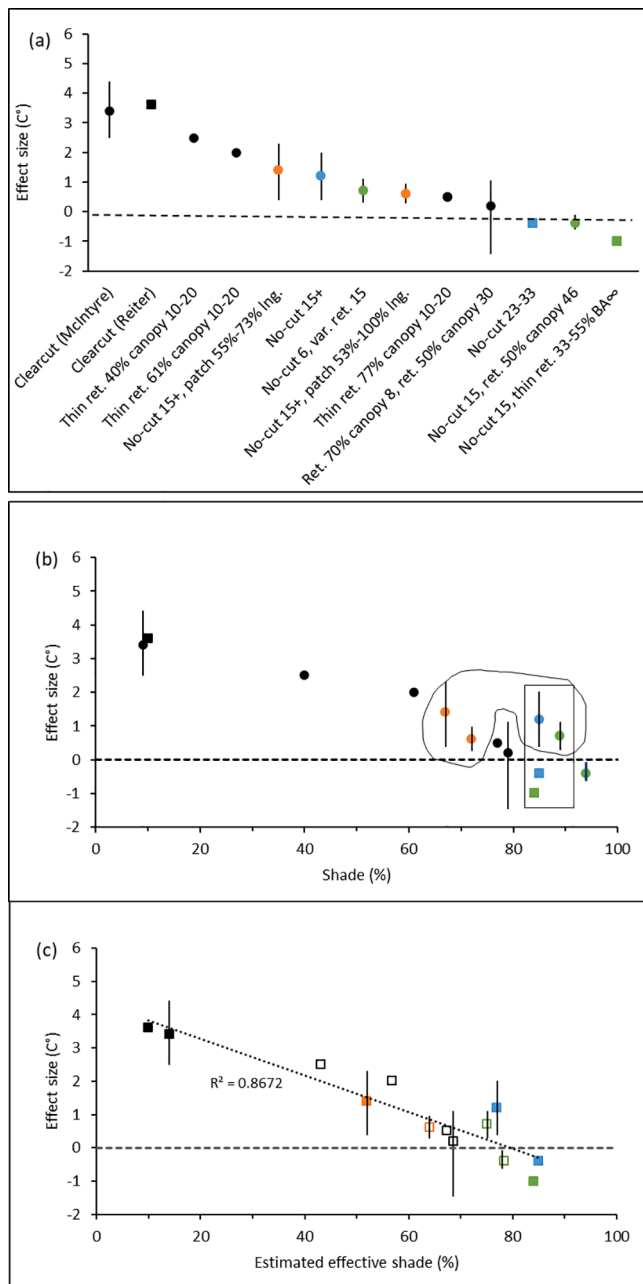 (a)
6
5
4
3
2
1
0
-1
-2
Effect size (C°)
Clearcut (McIntyre)
Clearcut (Reiter)
Thin ret. 40% canopy 10-20
Thin ret. 61% canopy 10-20
No-cut 15+, patch 55%-73% lng.
No-cut 15+
No-cut 6, var. ret. 15
No-cut 15+, patch 53%-100% lng.
Thin ret. 77% canopy 10-20
Ret. 70% canopy 8, ret. 50% canopy 30
No-cut 23-33
No-cut 15, ret. 50% canopy 46
No-cut 15, thin ret. 33-55% BA∞
(b)
6
5
4
3
2
1
0
-1
-2
Effect size (C°)
0 20 40 60 80 100
Shade (%)
(c)
6
5
4
3
2
1
0
-1
-2
Effect size (C°)
R² = 0.8672
0 20 40 60 80 100
Estimated effective shade (%)